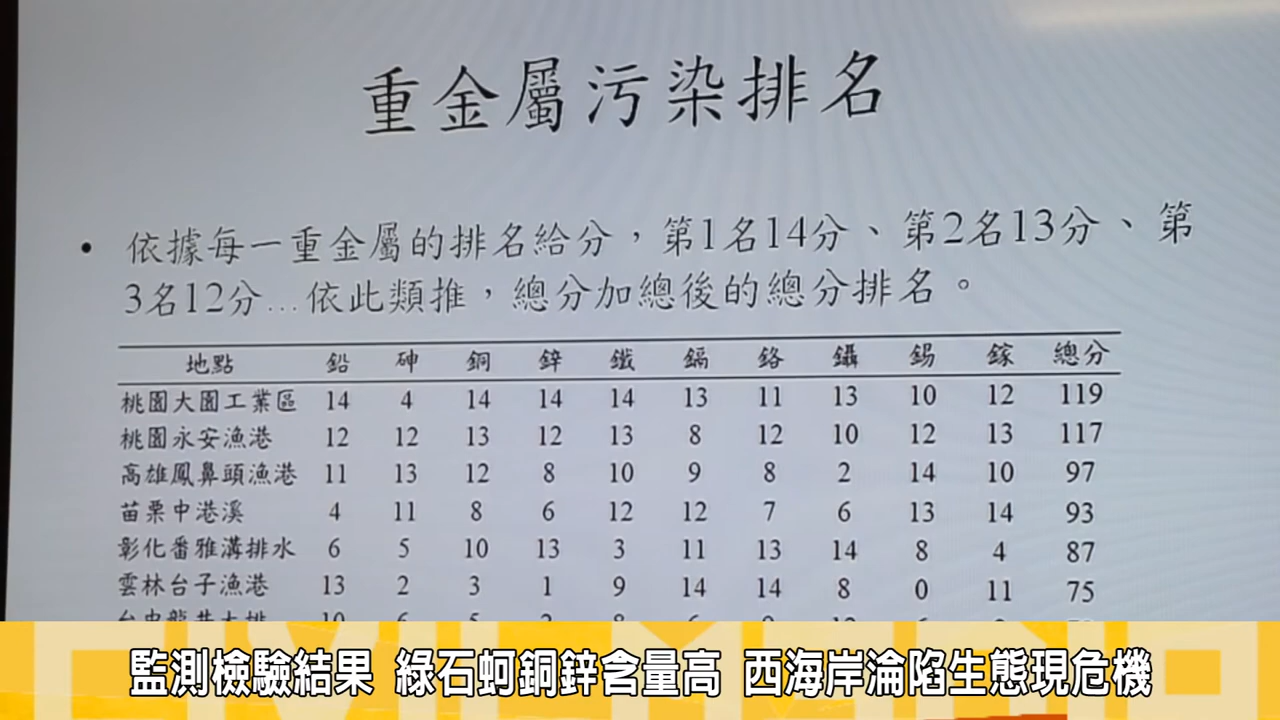 重金屬污染排名
• 依據每一重金屬的排名給分，第1名14分、第2名13分、第
3名12分…依此類推，總分加總後的總分排名。
地點 鉛 砷 銅 鋅 鐵 鎘 鉻 鑷 錫 鎵 總分
桃園大園工業區 14 4 14 14 14 13 11 13 10 12 119
桃園永安漁港 12 12 13 12 13 8 12 10 12 13 117
高雄鳳鼻頭漁港 11 13 12 8 10 9 8 2 14 10 97
苗栗中港溪 4 11 8 6 12 12 7 6 13 14 93
彰化番雅溝排水 6 5 10 13 3 11 13 14 8 4 87
雲林台子漁港 13 2 3 1 9 14 14 8 0 11 75
監測檢驗結果 綠石蚵銅鋅含量高 西海岸淪陷生態現危機